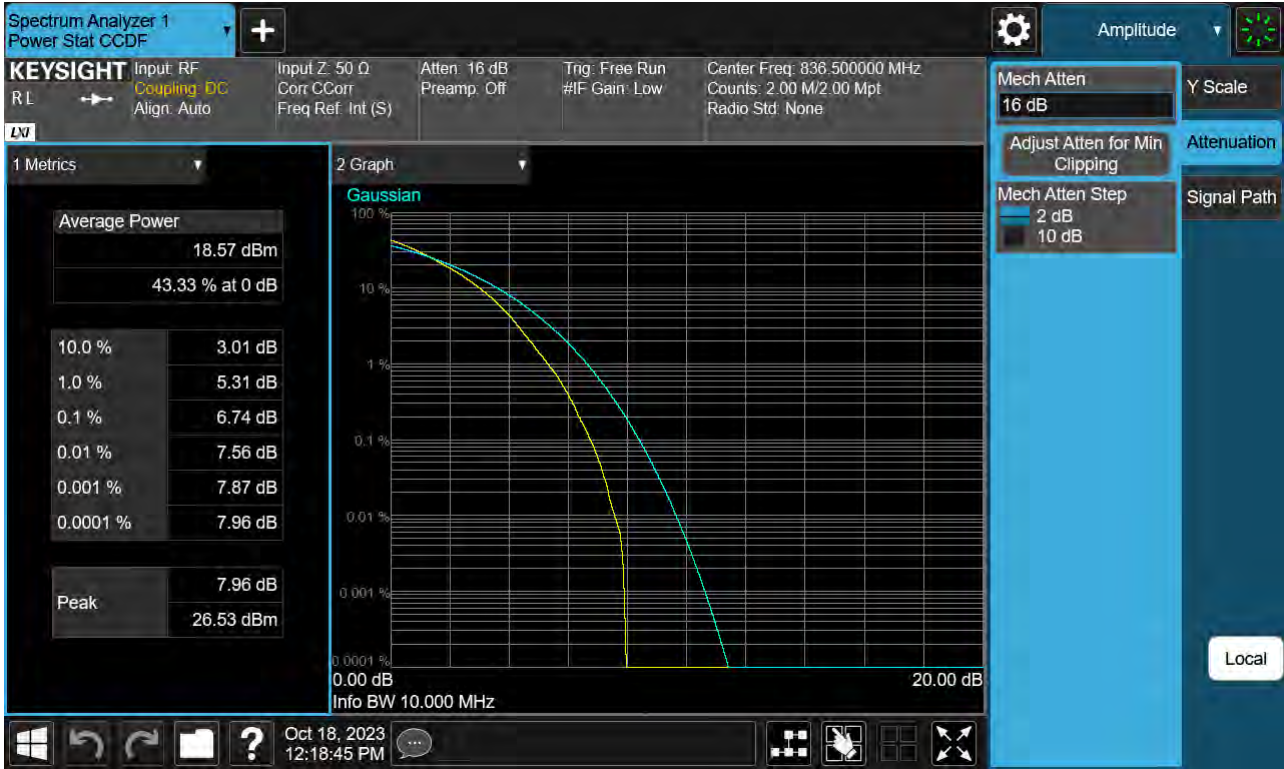 Spectrum Analyzer 1
Power Stat CCDF
+
Amplitude
KEYSIGHT
R L
LXI
Input: RF
Coupling: DC
Align: Auto
Input Z: 50 Ω
Corr CCorr
Freq Ref: Int (S)
Atten: 16 dB
Preamp: Off
Trig: Free Run
#IF Gain: Low
Center Freq: 836.500000 MHz
Counts: 2.00 M/2.00 Mpt
Radio Std: None
Mech Atten
16 dB
Adjust Atten for Min
Clipping
Mech Atten Step
2 dB
10 dB
Y Scale
Attenuation
Signal Path
1 Metrics
Average Power
18.57 dBm
43.33 % at 0 dB
10.0 % 3.01 dB
1.0 % 5.31 dB
0.1 % 6.74 dB
0.01 % 7.56 dB
0.001 % 7.87 dB
0.0001 % 7.96 dB
Peak
7.96 dB
26.53 dBm
2 Graph
Gaussian
100 %
10 %
1 %
0.1 %
0.01 %
0.001 %
0.0001 %
0.00 dB 20.00 dB
Info BW 10.000 MHz
Local
?
Oct 18, 2023
12:18:45 PM